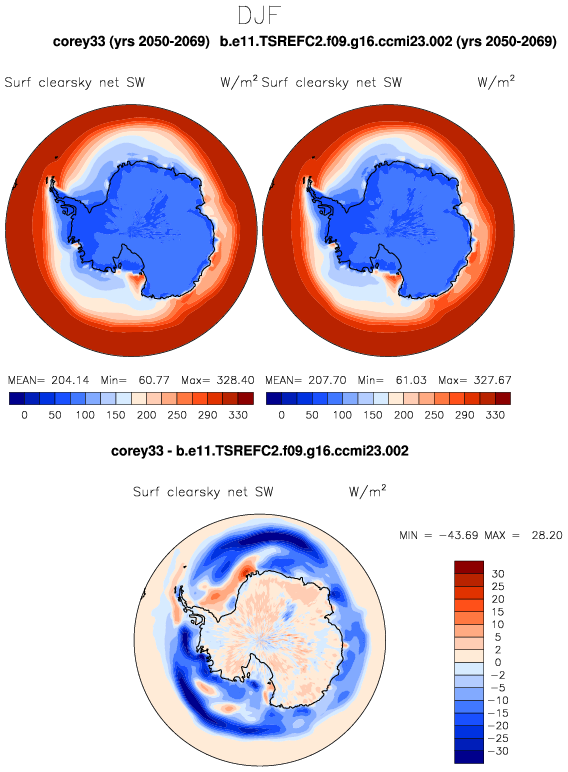 DJF
corey33 (yrs 2050-2069) b.e11.TSREFC2.f09.g16.ccmi23.002 (yrs 2050-2069)
Surf clearsky net SW W/m² Surf clearsky net SW W/m²
MEAN= 204.14 Min= 60.77 Max= 328.40 MEAN= 207.70 Min= 61.03 Max= 327.67
0 50 100 150 200 250 290 330 0 50 100 150 200 250 290 330
corey33 - b.e11.TSREFC2.f09.g16.ccmi23.002
Surf clearsky net SW W/m²
MIN = -43.69 MAX = 28.20
30
25
20
15
10
5
2
0
-2
-5
-10
-15
-20
-25
-30